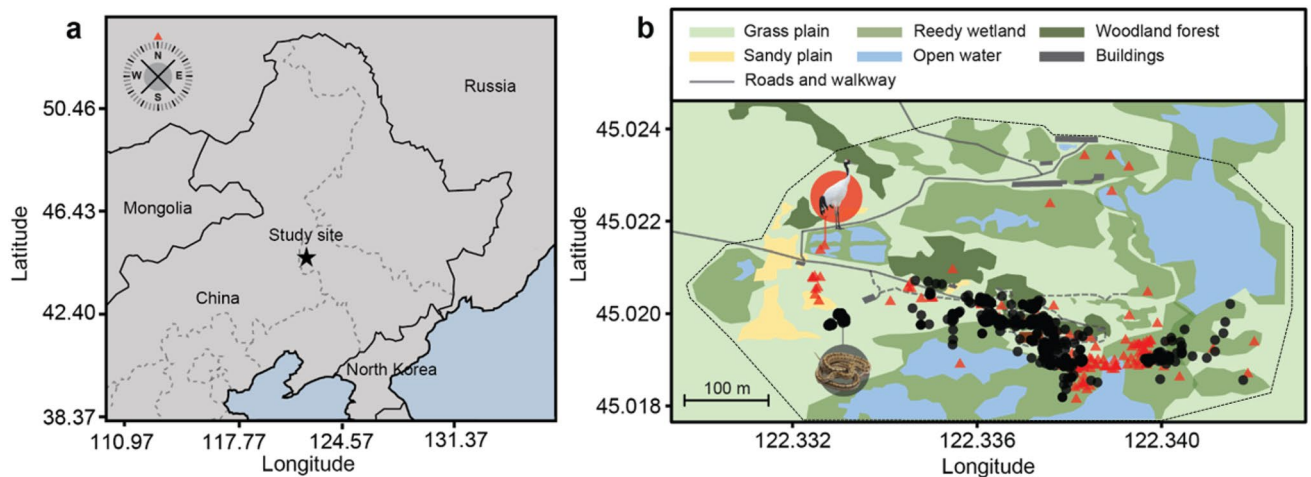 a
N
W E
S
Russia
Mongolia
Study site
China
North Korea
50.46
46.43
42.40
38.37
Latitude
110.97 117.77 124.57 131.37
Longitude
b
Grass plain Reedy wetland Woodland forest
Sandy plain Open water Buildings
Roads and walkway
45.024
45.022
45.020
45.018
Latitude
100 m
122.332 122.336 122.340
Longitude